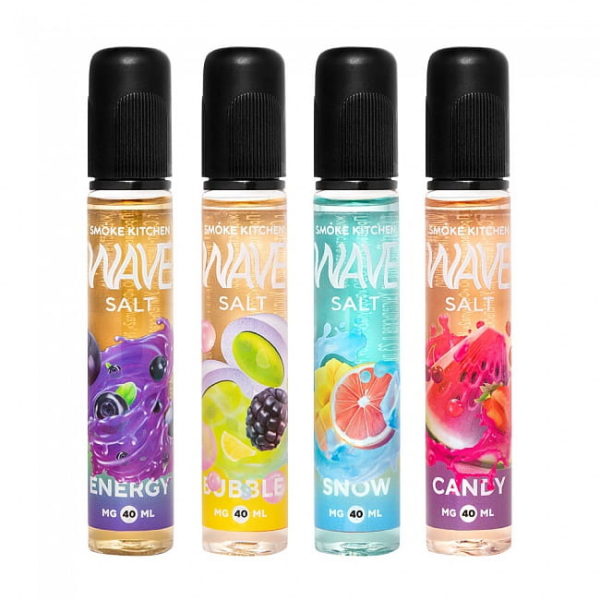 SMOKE KITCHEN
WAVE
SALT
ENERGY
MG 40 ML
SMOKE KITCHEN
WAVE
SALT
BUBBLE
MG 40 ML
SMOKE KITCHEN
WAVE
SALT
SNOW
MG 40 ML
SMOKE KITCHEN
WAVE
SALT
CANDY
MG 40 ML